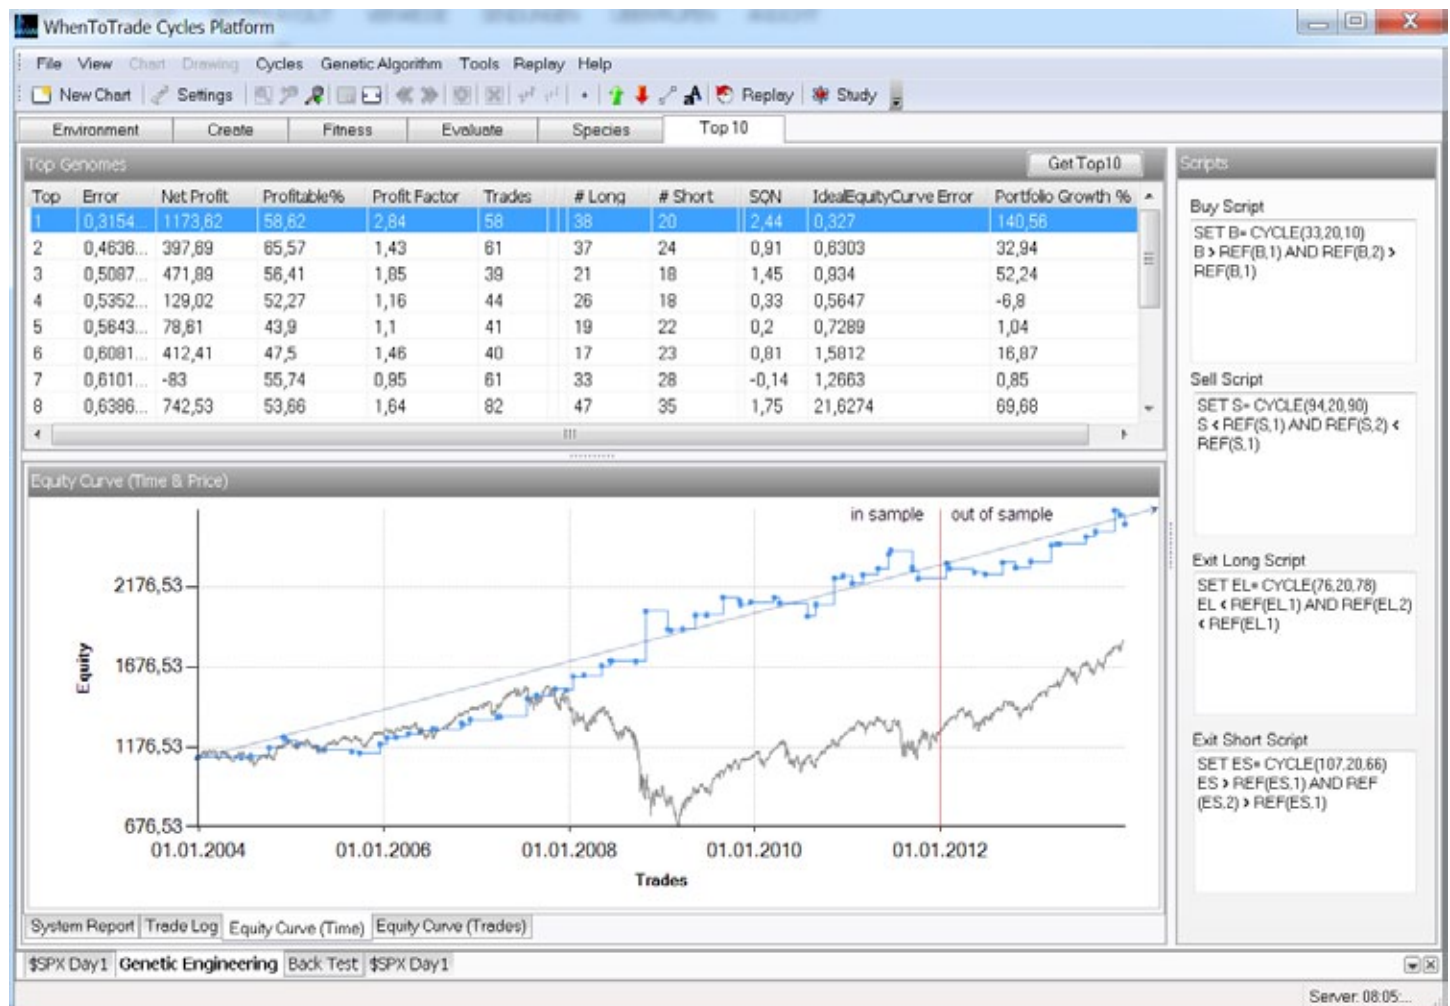 WhenToTrade Cycles Platform
File View Chart Drawing Cycles Genetic Algorithm Tools Replay Help
New Chart Settings Replay Study
Environment Create Fitness Evaluate Species Top 10
Top Genomes Get Top10
Top Error Net Profit Profitable% Profit Factor Trades # Long # Short SQN IdealEquityCurve Error Portfolio Growth %
1 0,3154... 1173,62 58,62 2,84 58 38 20 2,44 0,327 140,56
2 0,4636... 397,69 65,57 1,43 61 37 24 0,91 0,6303 32,94
3 0,5087... 471,89 56,41 1,85 39 21 18 1,45 0,934 52,24
4 0,5352... 129,02 52,27 1,16 44 26 18 0,33 0,5647 -6,8
5 0,5643... 78,61 43,9 1,1 41 19 22 0,2 0,7289 1,04
6 0,6081... 412,41 47,5 1,46 40 17 23 0,81 1,5812 16,87
7 0,6101... -83 55,74 0,95 61 33 28 -0,14 1,2663 0,85
8 0,6386... 742,53 53,66 1,64 82 47 35 1,75 21,6274 69,68
Equity Curve (Time & Price)
in sample out of sample
2176,53
1676,53
1176,53
676,53
Equity
01.01.2004 01.01.2006 01.01.2008 01.01.2010 01.01.2012
Trades
System Report Trade Log Equity Curve (Time) Equity Curve (Trades)
Scripts
Buy Script
SET B= CYCLE(33,20,10)
B > REF(B,1) AND REF(B,2) >
REF(B,1)
Sell Script
SET S= CYCLE(94,20,90)
S < REF(S,1) AND REF(S,2) <
REF(S,1)
Exit Long Script
SET EL= CYCLE(76,20,78)
EL < REF(EL,1) AND REF(EL,2)
< REF(EL,1)
Exit Short Script
SET ES= CYCLE(107,20,66)
ES > REF(ES,1) AND REF
(ES,2) > REF(ES,1)
$SPX Day1 Genetic Engineering Back Test $SPX Day1
Server: 08:05:...